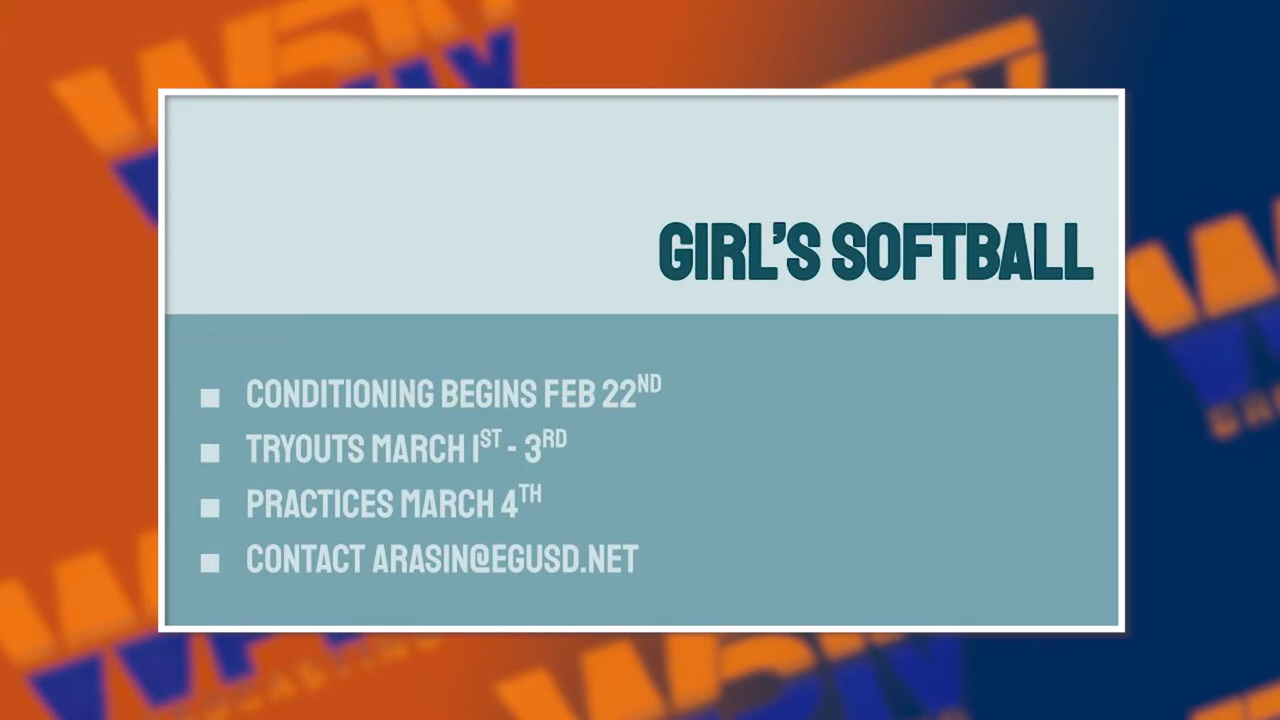 GIRL'S SOFTBALL
CONDITIONING BEGINS FEB 22ND
TRYOUTS MARCH 1ST - 3RD
PRACTICES MARCH 4TH
CONTACT ARASIN@EGUSD.NET